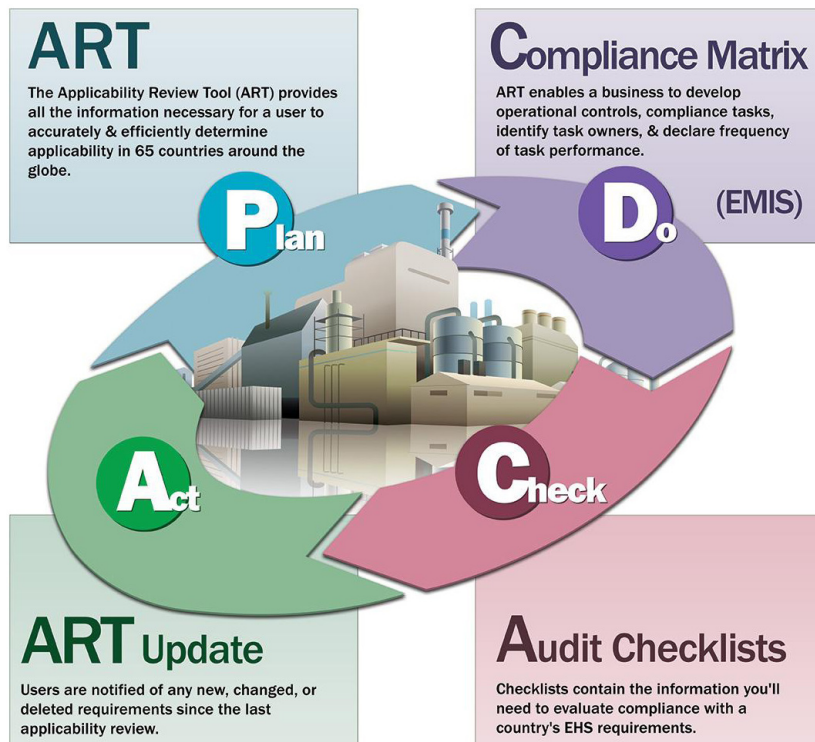 ART
The Applicability Review Tool (ART) provides
all the information necessary for a user to
accurately & efficiently determine
applicability in 65 countries around the
globe.
Compliance Matrix
ART enables a business to develop
operational controls, compliance tasks,
identify task owners, & declare frequency
of task performance.
(EMIS)
Plan
Do
Act
Check
ART Update
Users are notified of any new, changed, or
deleted requirements since the last
applicability review.
Audit Checklists
Checklists contain the information you'll
need to evaluate compliance with a
country's EHS requirements.